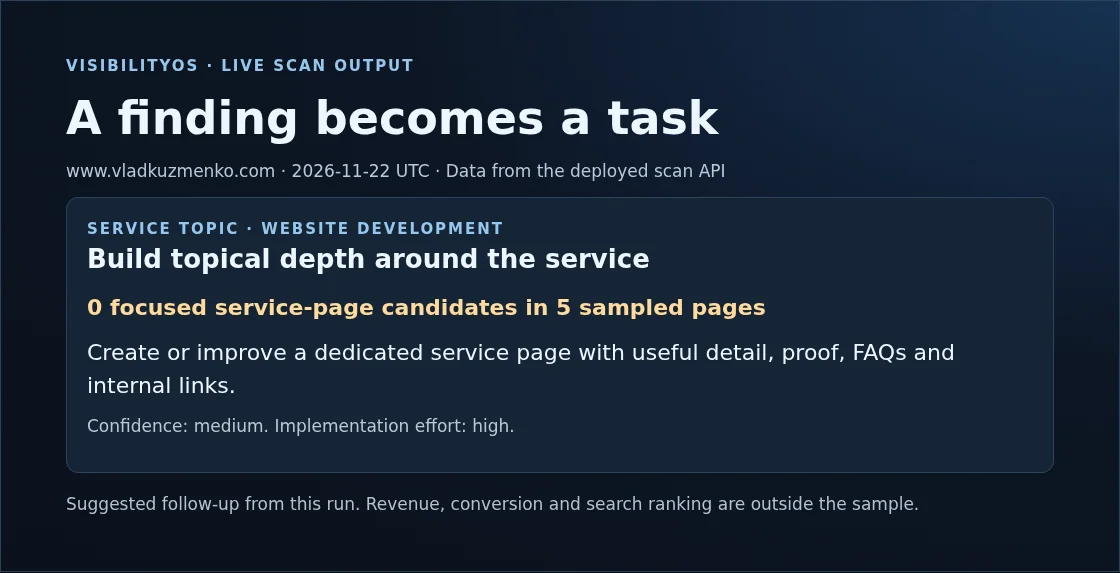 VISIBILITYOS · LIVE SCAN OUTPUT
A finding becomes a task
www.vladkuzmenko.com · 2026-11-22 UTC · Data from the deployed scan API
SERVICE TOPIC · WEBSITE DEVELOPMENT
Build topical depth around the service
0 focused service-page candidates in 5 sampled pages
Create or improve a dedicated service page with useful detail, proof, FAQs and
internal links.
Confidence: medium. Implementation effort: high.
Suggested follow-up from this run. Revenue, conversion and search ranking are outside the sample.